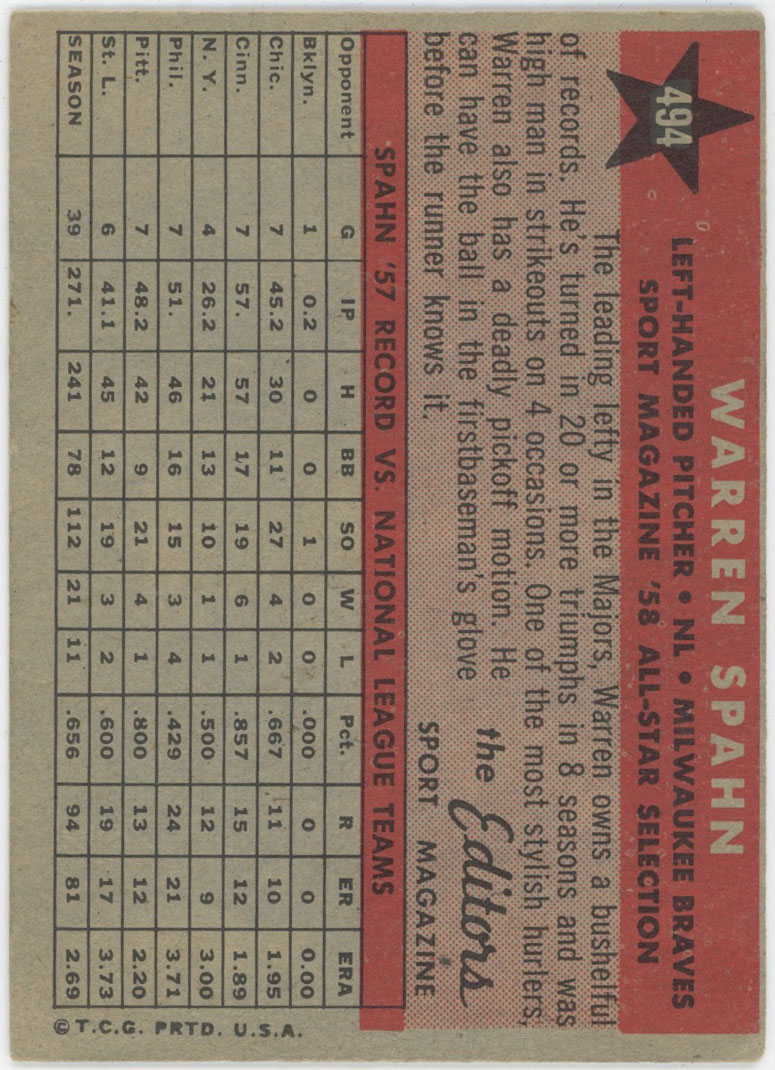 494
WARREN SPAHN
LEFT-HANDED PITCHER • NL • MILWAUKEE BRAVES
SPORT MAGAZINE '58 ALL-STAR SELECTION
The leading lefty in the Majors, Warren owns a bushelful
of records. He's turned in 20 or more triumphs in 8 seasons and was
high man in strikeouts on 4 occasions. One of the most stylish hurlers,
Warren also has a deadly pickoff motion. He
can have the ball in the firstbaseman's glove
before the runner knows it.
the Editors
SPORT MAGAZINE
SPAHN '57 RECORD VS. NATIONAL LEAGUE TEAMS
Opponent G IP H BB SO W L Pct. R ER ERA
Bklyn. 1 0.2 0 0 1 0 0 .000 0 0 0.00
Chic. 7 45.2 30 11 27 4 2 .667 11 10 1.95
Cinn. 7 57. 57 17 19 6 1 .857 15 12 1.89
N. Y. 4 26.2 21 13 10 1 1 .500 12 9 3.00
Phil. 7 51. 46 16 15 3 4 .429 24 21 3.71
Pitt. 7 48.2 42 9 21 4 1 .800 13 12 2.20
St. L. 6 41.1 45 12 19 3 2 .600 19 17 3.73
SEASON 39 271. 241 78 112 21 11 .656 94 81 2.69
© T.C.G. PRTD. U.S.A.